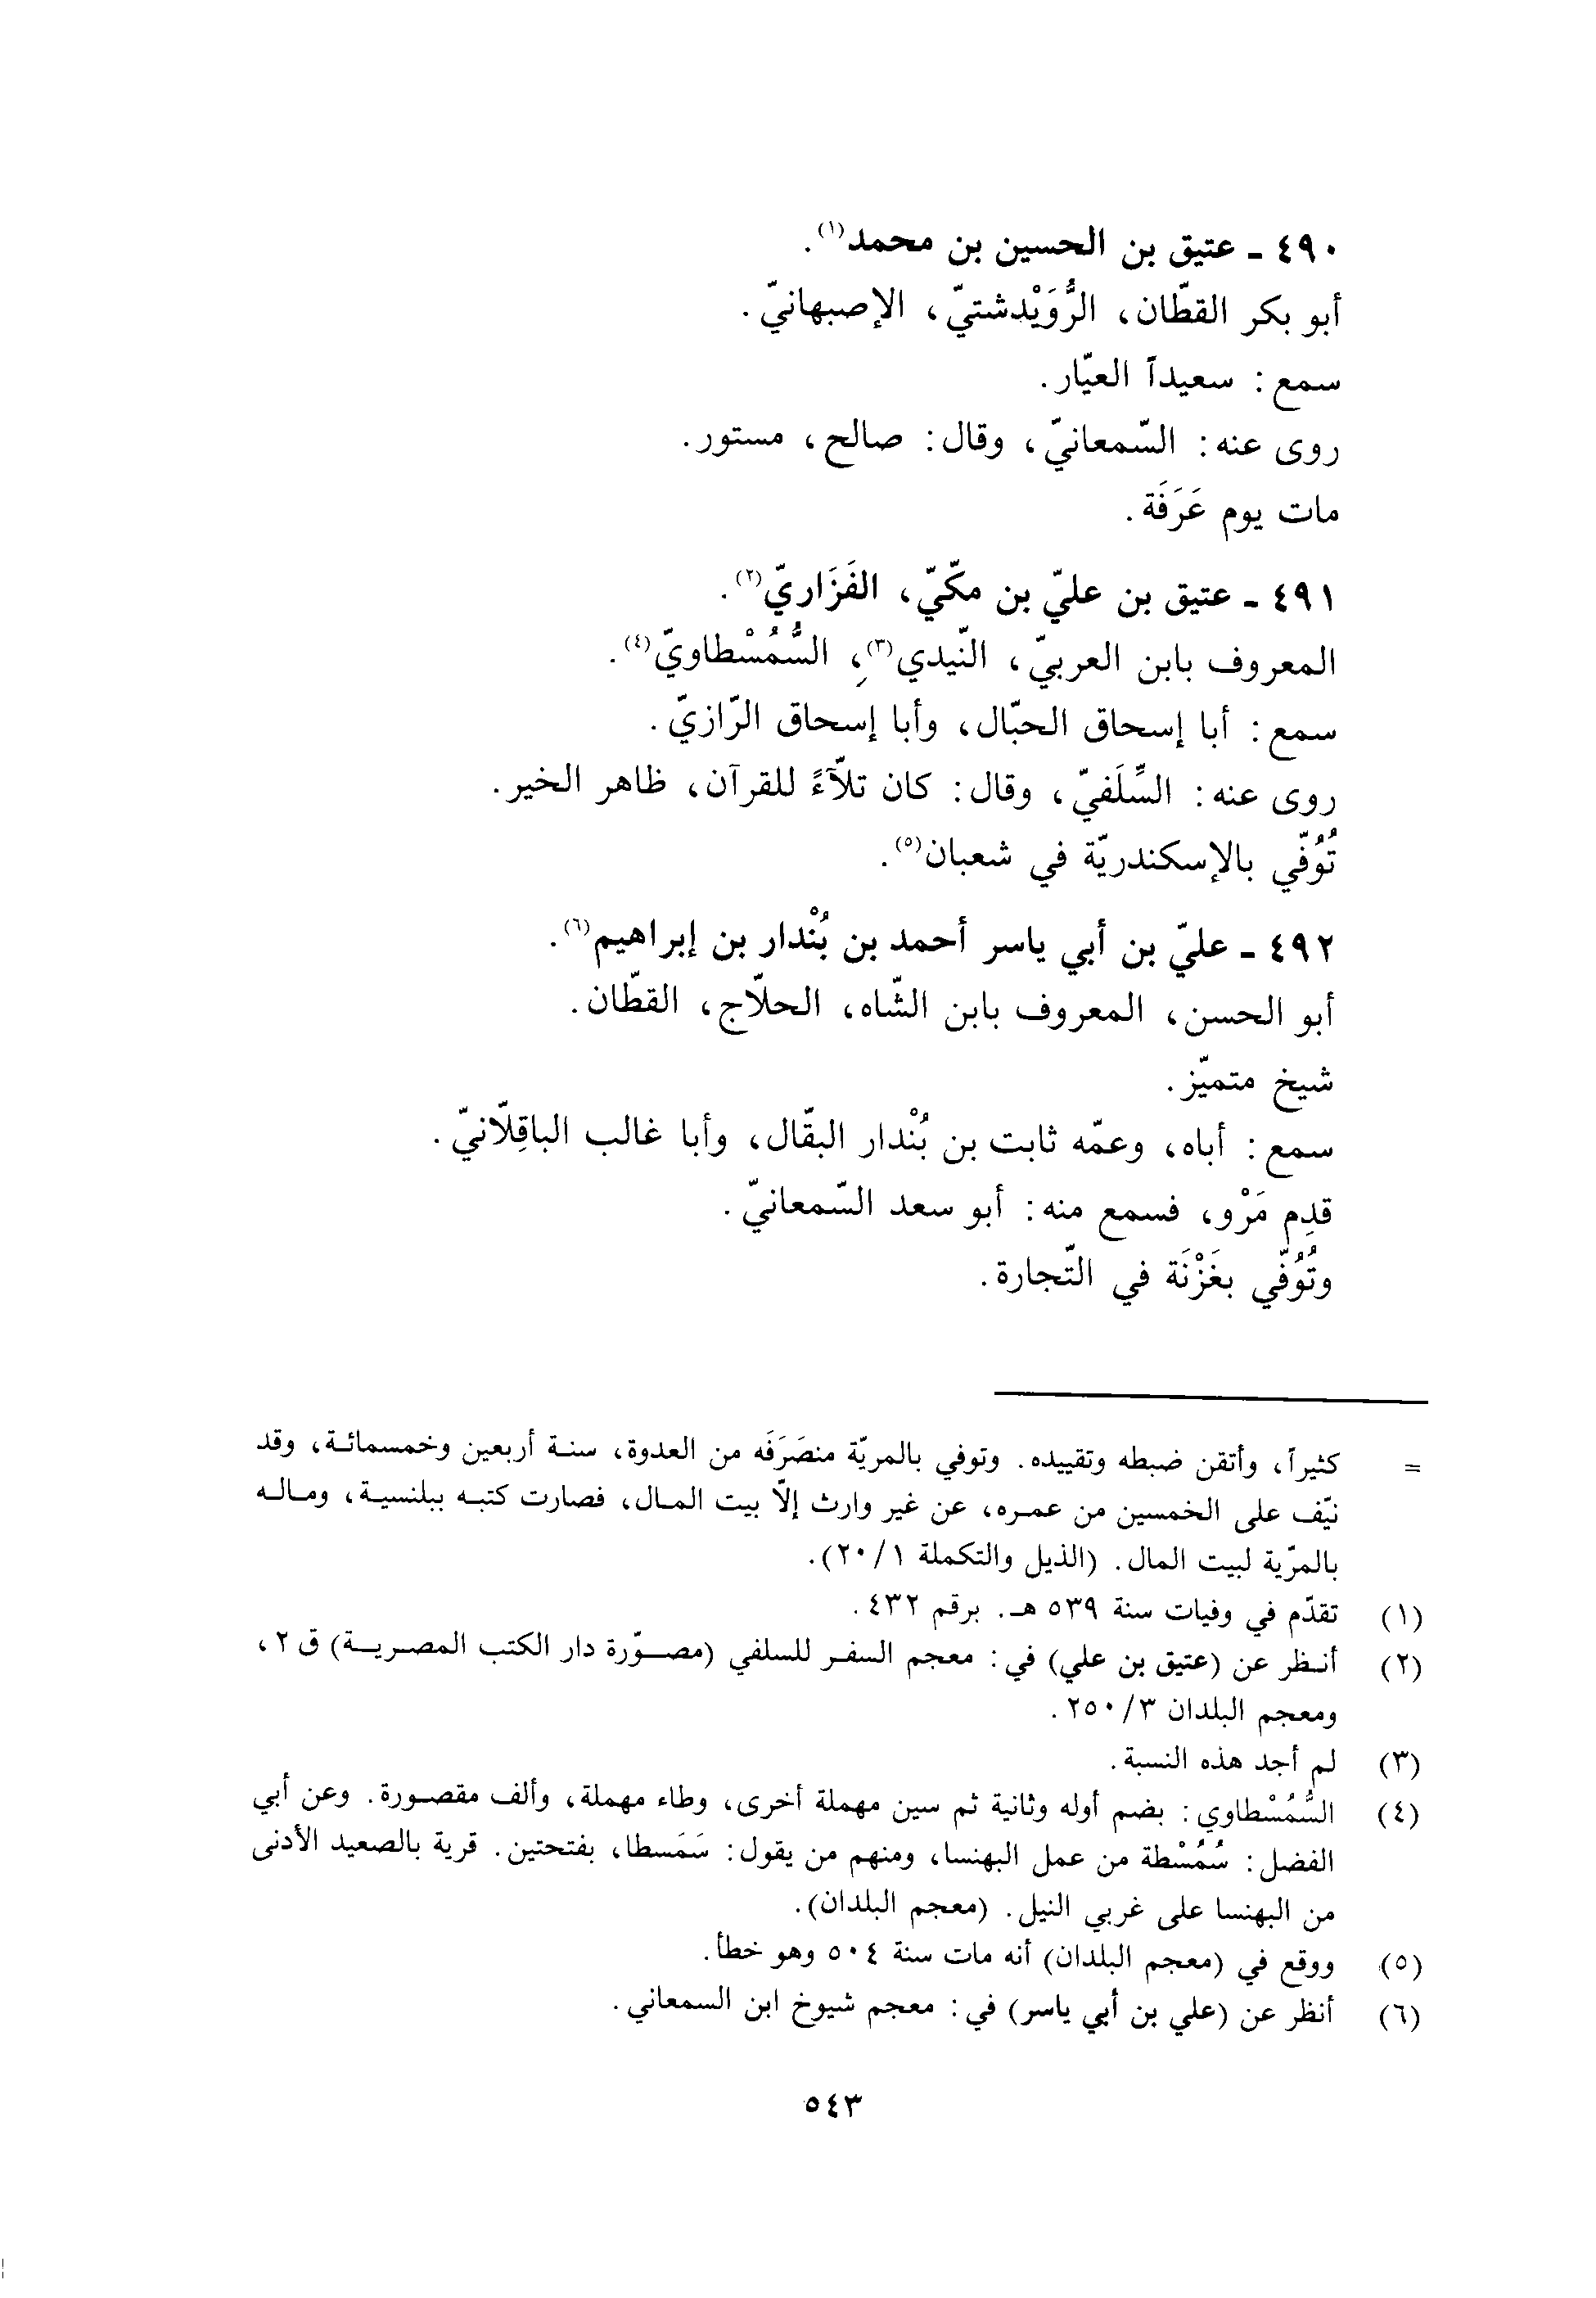 ٤٩٠ ـ عتيق بن الحسين بن محمد(١).
أبو بكر القطّان، الرُّوَيْدشتيّ، الإصبهانيّ.
سمع: سعيداً العيّار.
روى عنه: السّمعانيّ، وقال: صالح، مستور.
مات يوم عَرَفَة.
٤٩١ ـ عتيق بن عليّ بن مكّيّ، الفَزَاريّ(٢).
المعروف بابن العربيّ، النّيدي(٣)، السُّمُسْطاويّ(٤).
سمع: أبا إسحاق الحبّال، وأبا إسحاق الرّازيّ.
روى عنه: السِّلَفيّ، وقال: كان تلاّءً للقرآن، ظاهر الخير.
تُوُفّي بالإسكندريّة في شعبان(٥).
٤٩٢ ـ عليّ بن أبي ياسر أحمد بن بُنْدار بن إبراهيم(٦).
أبو الحسن، المعروف بابن الشّاه، الحلّاج، القطّان.
شيخ متميّز.
سمع: أباه، وعمّه ثابت بن بُنْدار البقّال، وأبا غالب الباقِلّانيّ.
قدِم مَرْو، فسمع منه: أبو سعد السّمعانيّ.
وتُوُفّي بغَزْنَة في التّجارة.
= كثيراً، وأتقن ضبطه وتقييده. وتوفي بالمريّة منصَرَفَه من العدوة، سنة أربعين وخمسمائة، وقد
نيّف على الخمسين من عمره، عن غير وارث إلّا بيت المال، فصارت كتبه ببلنسية، وماله
بالمرّية لبيت المال. (الذيل والتكملة ٢٠/١).
(١) تقدّم في وفيات سنة ٥٣٩ هـ. برقم ٤٣٢.
(٢) أنظر عن (عتيق بن علي) في: معجم السفر للسلفي (مصوّرة دار الكتب المصرية) ق ٢،
ومعجم البلدان ٢٥٠/٣.
(٣) لم أجد هذه النسبة.
(٤) السُّمُسْطاوي: بضم أوله وثانية ثم سين مهملة أخرى، وطاء مهملة، وألف مقصورة. وعن أبي
الفضل: سُمُسْطة من عمل البهنسا، ومنهم من يقول: سَمَسطا، بفتحتين. قرية بالصعيد الأدنى
من البهنسا على غربي النيل. (معجم البلدان).
(٥) ووقع في (معجم البلدان) أنه مات سنة ٥٠٤ وهو خطأ.
(٦) أنظر عن (علي بن أبي ياسر) في: معجم شيوخ ابن السمعاني.
٥٤٣